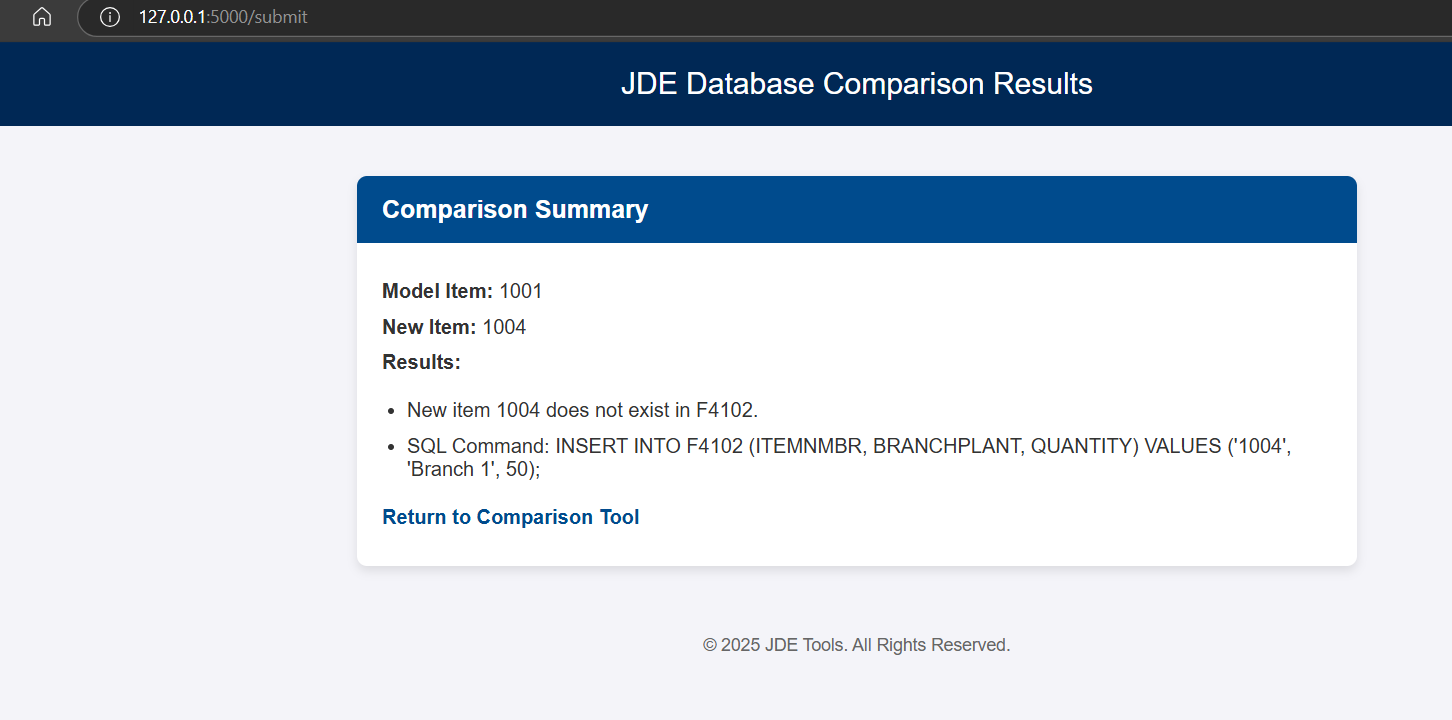 127.0.0.1:5000/submit
JDE Database Comparison Results
Comparison Summary
Model Item: 1001
New Item: 1004
Results:
• New item 1004 does not exist in F4102.
• SQL Command: INSERT INTO F4102 (ITEMNMBR, BRANCHPLANT, QUANTITY) VALUES ('1004',
'Branch 1', 50);
Return to Comparison Tool
© 2025 JDE Tools. All Rights Reserved.